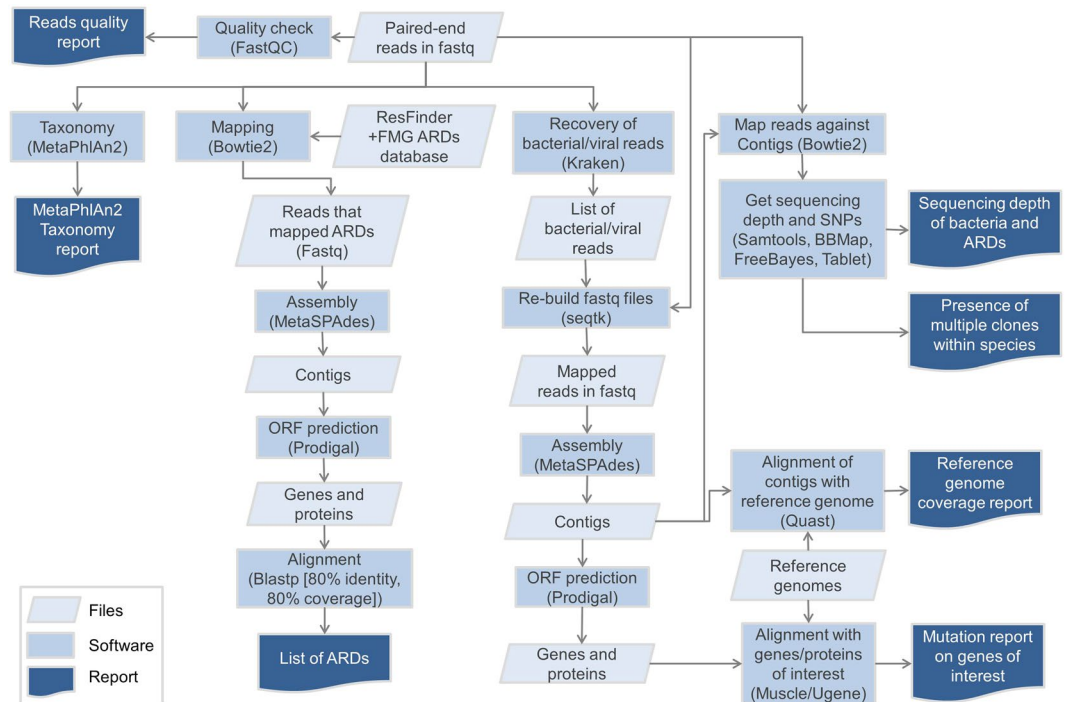 Reads quality
report
Quality check
(FastQC)
Paired-end
reads in fastq
Taxonomy
(MetaPhlAn2)
Mapping
(Bowtie2)
ResFinder
+FMG ARDs
database
Recovery of
bacterial/viral reads
(Kraken)
Map reads against
Contigs (Bowtie2)
MetaPhlAn2
Taxonomy
report
Reads that
mapped ARDs
(Fastq)
List of
bacterial/viral
reads
Get sequencing
depth and SNPs
(Samtools, BBMap,
FreeBayes, Tablet)
Sequencing depth
of bacteria and
ARDs
Assembly
(MetaSPAdes)
Re-build fastq files
(seqtk)
Presence of
multiple clones
within species
Contigs
Mapped
reads in fastq
ORF prediction
(Prodigal)
Assembly
(MetaSPAdes)
Alignment of
contigs with
reference genome
(Quast)
Reference
genome
coverage report
Genes and
proteins
Contigs
Alignment
(Blastp [80% identity,
80% coverage])
ORF prediction
(Prodigal)
Reference
genomes
List of ARDs
Genes and
proteins
Alignment with
genes/proteins
of interest
(Muscle/Ugene)
Mutation report
on genes of
interest
Files
Software
Report